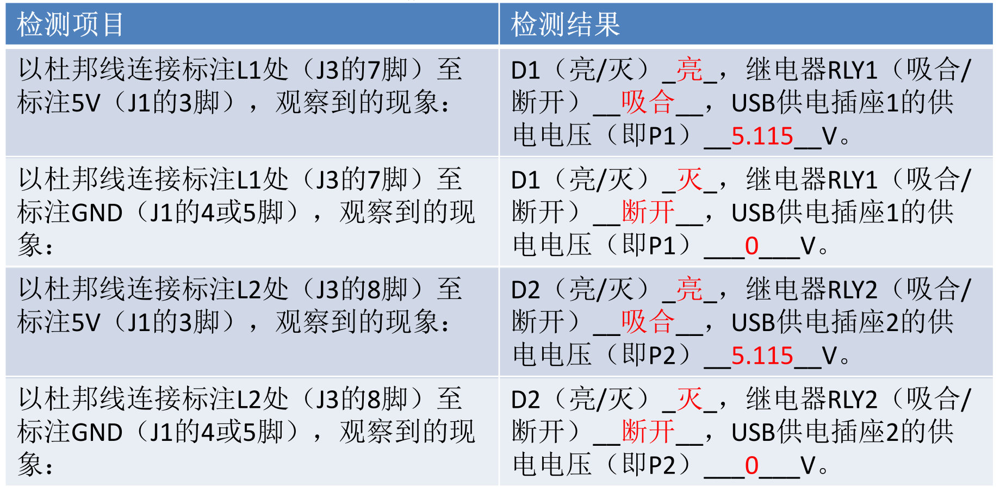 检测项目
检测结果
以杜邦线连接标注L1处（J3的7脚）至
标注5V（J1的3脚），观察到的现象：
D1（亮/灭）_亮_，继电器RLY1（吸合/
断开）__吸合__，USB供电插座1的供
电电压（即P1）__5.115__V。
以杜邦线连接标注L1处（J3的7脚）至
标注GND（J1的4或5脚），观察到的现
象：
D1（亮/灭）_灭_，继电器RLY1（吸合/
断开）__断开__，USB供电插座1的供
电电压（即P1）___0___V。
以杜邦线连接标注L2处（J3的8脚）至
标注5V（J1的3脚），观察到的现象：
D2（亮/灭）_亮_，继电器RLY2（吸合/
断开）__吸合__，USB供电插座2的供
电电压（即P2）__5.115__V。
以杜邦线连接标注L2处（J3的8脚）至
标注GND（J1的4或5脚），观察到的现
象：
D2（亮/灭）_灭_，继电器RLY2（吸合/
断开）__断开__，USB供电插座2的供
电电压（即P2）___0___V。